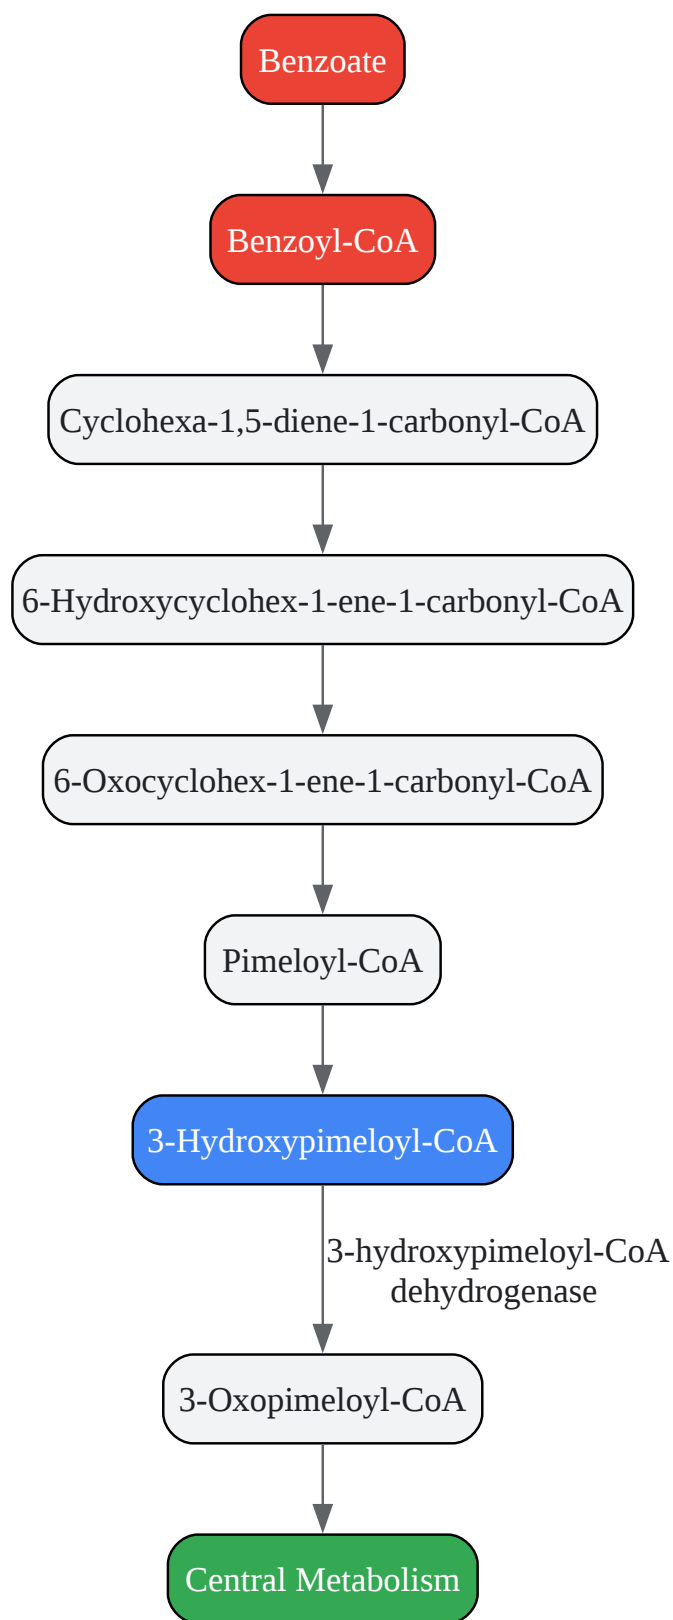 Benzoate
Benzoyl-CoA
Cyclohexa-1,5-diene-1-carbonyl-CoA
6-Hydroxycyclohex-1-ene-1-carbonyl-CoA
6-Oxocyclohex-1-ene-1-carbonyl-CoA
Pimeloyl-CoA
3-Hydroxypimeloyl-CoA
3-hydroxypimeloyl-CoA
dehydrogenase
3-Oxopimeloyl-CoA
Central Metabolism